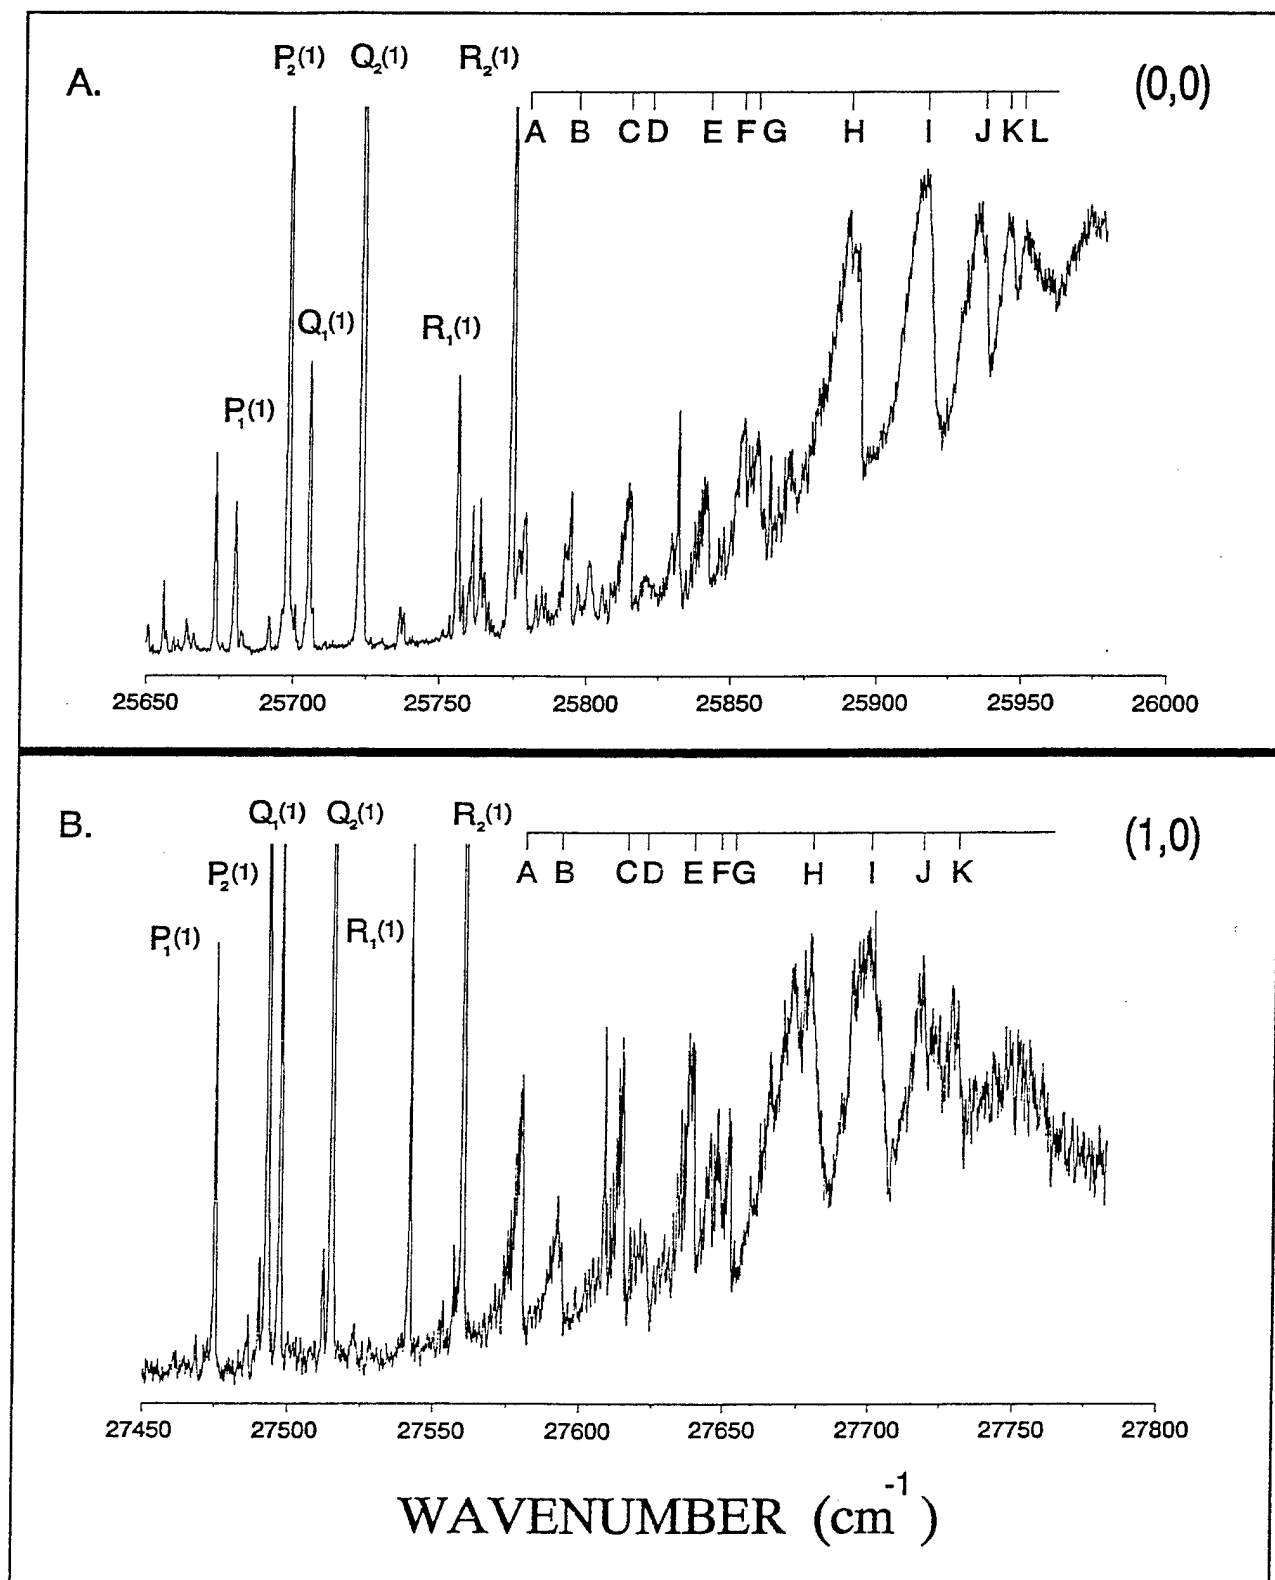 P₂(1) Q₂(1) R₂(1)
A. (0,0)
A B C D E F G H I J K L
Q₁(1) R₁(1)
P₁(1)
25650 25700 25750 25800 25850 25900 25950 26000
Q₁(1) Q₂(1) R₂(1)
B. (1,0)
P₂(1) A B C D E F G H I J K
P₁(1) R₁(1)
27450 27500 27550 27600 27650 27700 27750 27800
WAVENUMBER (cm⁻¹)